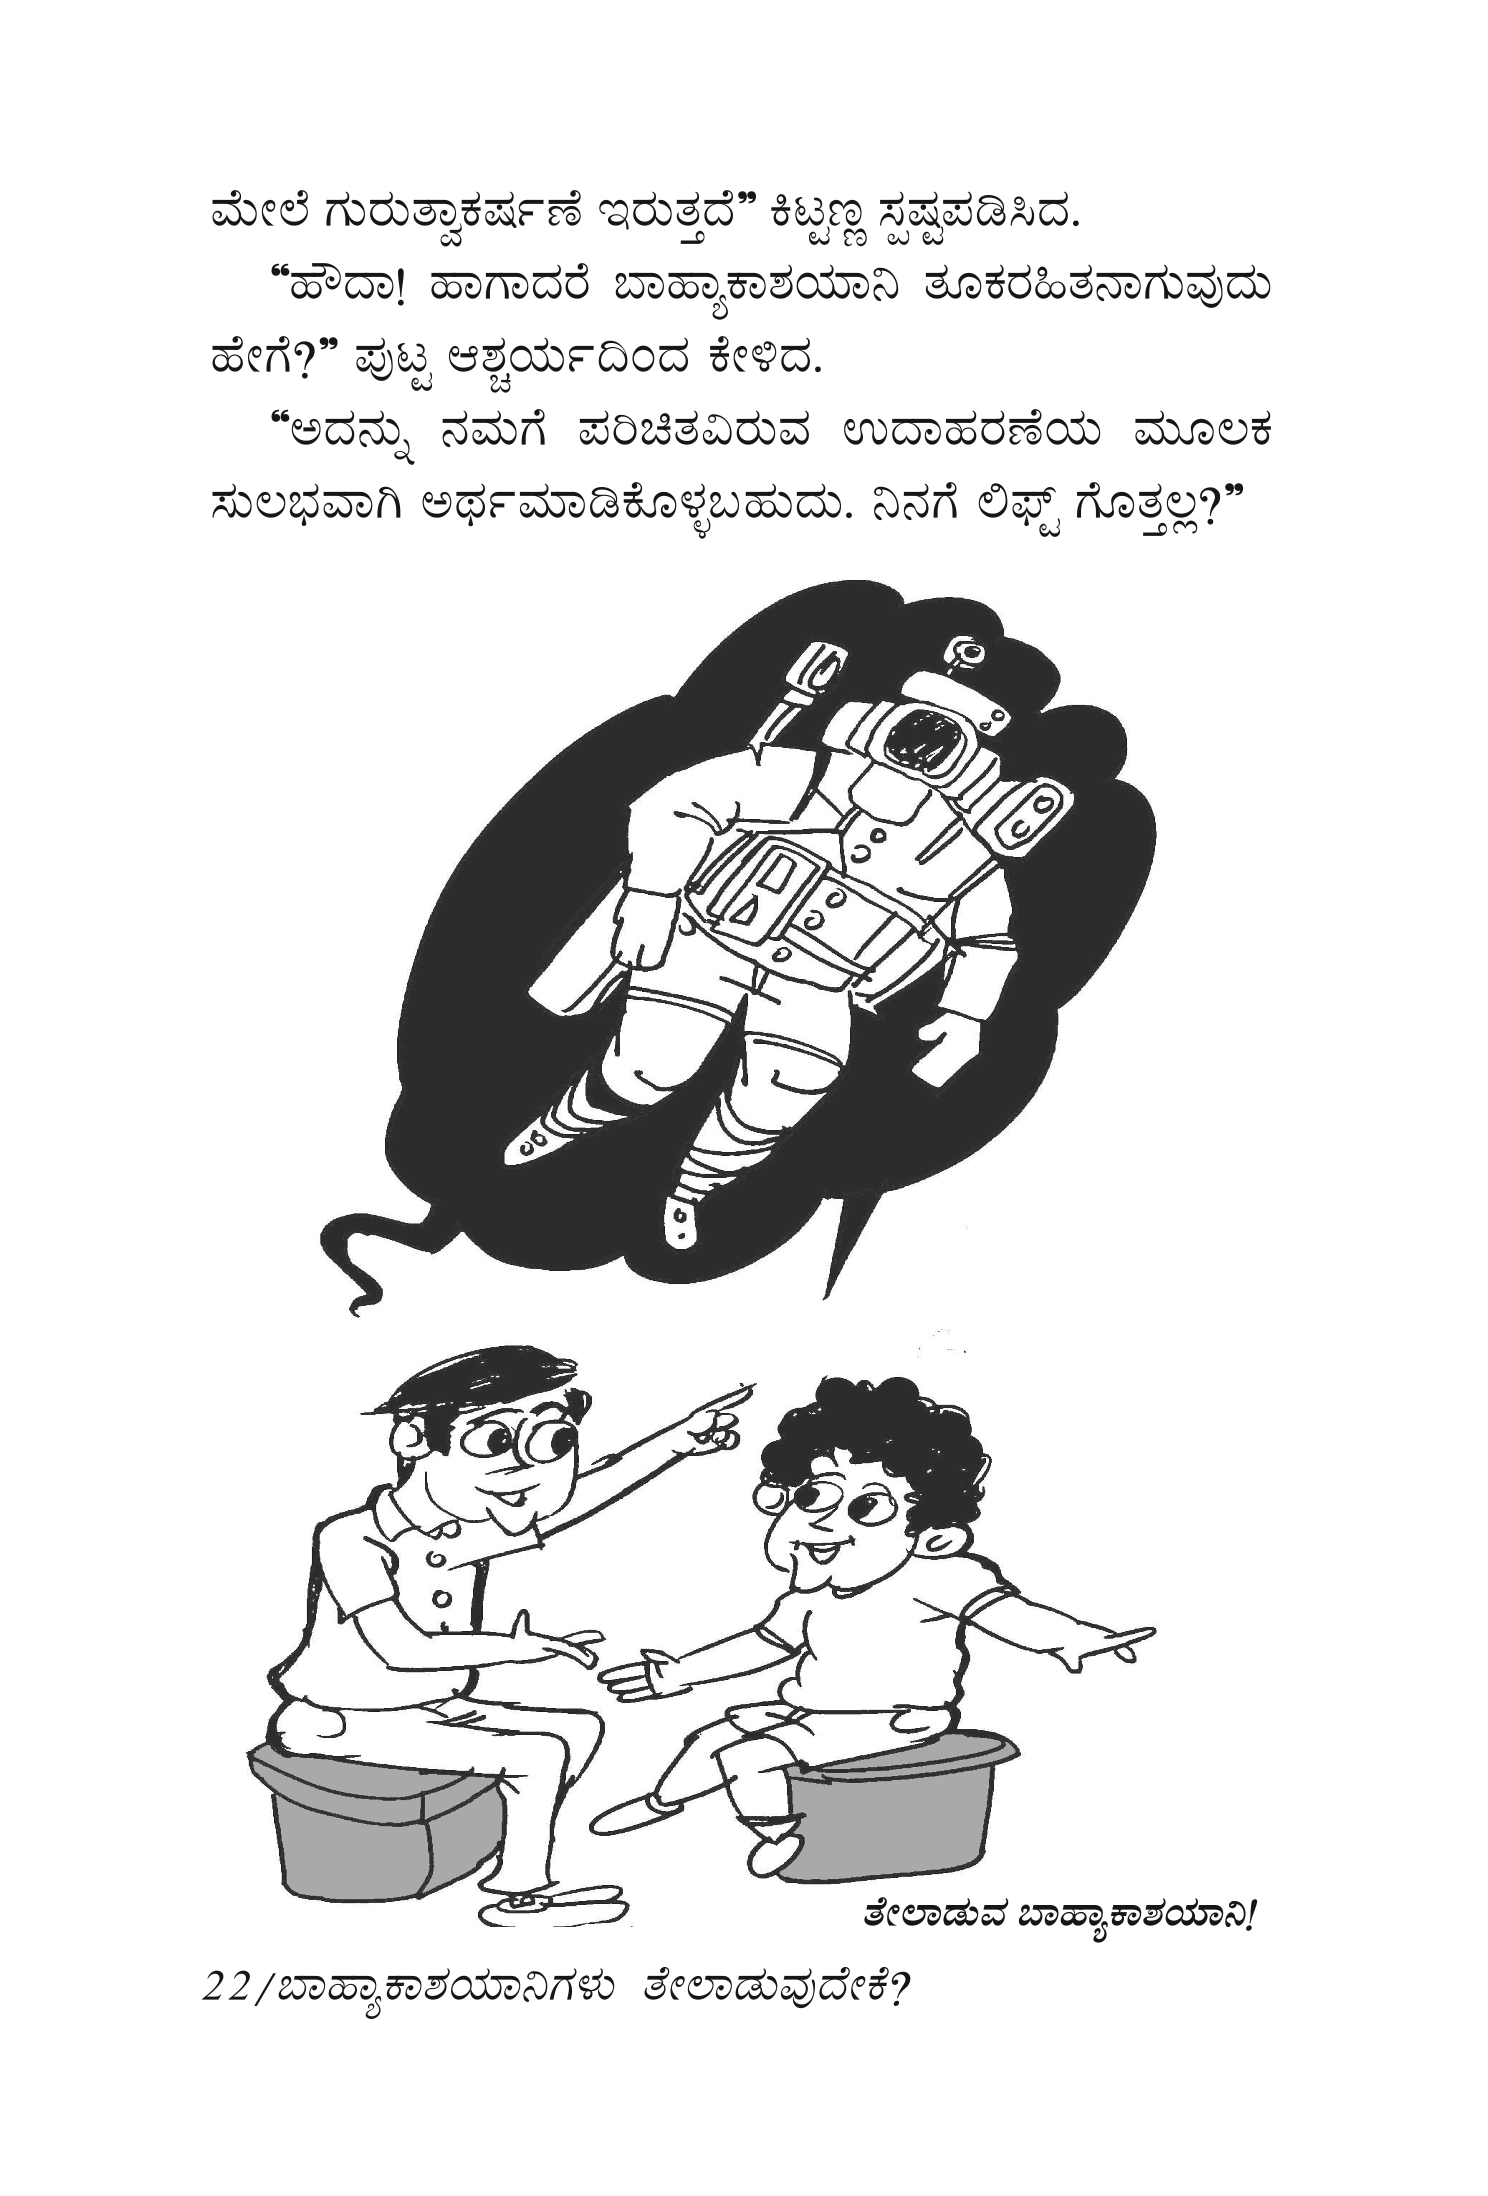 ಮೇಲೆ ಗುರುತ್ವಾಕರ್ಷಣೆ ಇರುತ್ತದೆ” ಕಿಟ್ಟಣ್ಣ ಸ್ಪಷ್ಟಪಡಿಸಿದ.
“ಹೌದಾ! ಹಾಗಾದರೆ ಬಾಹ್ಯಾಕಾಶಯಾನಿ ತೂಕರಹಿತನಾಗುವುದು
ಹೇಗೆ?” ಪುಟ್ಟ ಆಶ್ಚರ್ಯದಿಂದ ಕೇಳಿದ.
“ಅದನ್ನು ನಮಗೆ ಪರಿಚಿತವಿರುವ ಉದಾಹರಣೆಯ ಮೂಲಕ
ಸುಲಭವಾಗಿ ಅರ್ಥಮಾಡಿಕೊಳ್ಳಬಹುದು. ನಿನಗೆ ಲಿಫ್ಟ್ ಗೊತ್ತಲ್ಲ?”
ತೇಲಾಡುವ ಬಾಹ್ಯಾಕಾಶಯಾನಿ!
22/ಬಾಹ್ಯಾಕಾಶಯಾನಿಗಳು ತೇಲಾಡುವುದೇಕೆ?